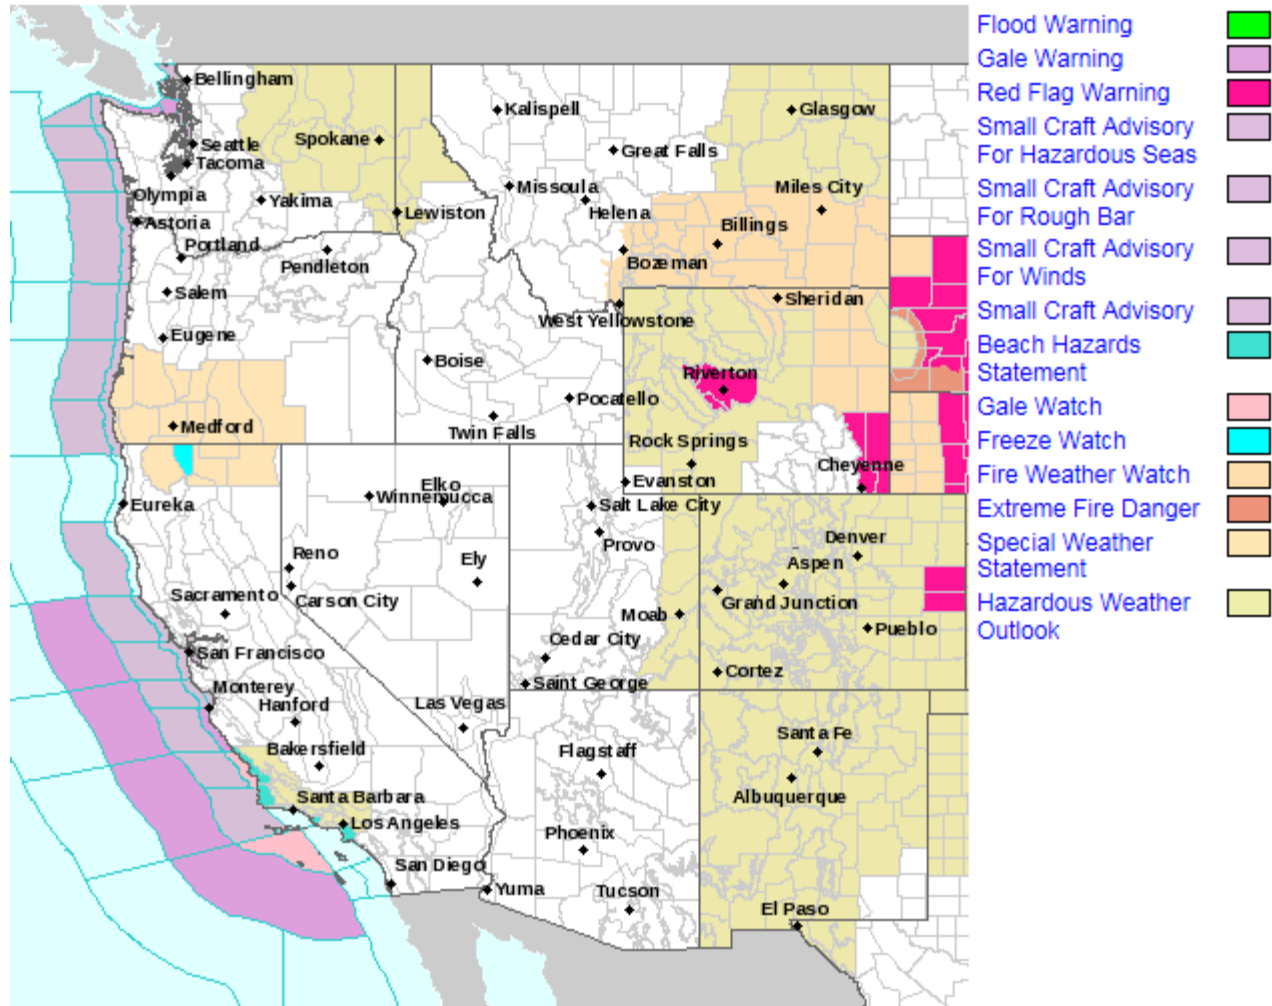 Flood Warning
Gale Warning
Red Flag Warning
Small Craft Advisory
For Hazardous Seas
Small Craft Advisory
For Rough Bar
Small Craft Advisory
For Winds
Small Craft Advisory
Beach Hazards
Statement
Gale Watch
Freeze Watch
Fire Weather Watch
Extreme Fire Danger
Special Weather
Statement
Hazardous Weather
Outlook
Bellingham
Kalispell
Glasgow
Spokane
Seattle
Great Falls
Tacoma
Olympia
Missoula
Miles City
Yakima
Lewiston
Helena
Astoria
Billings
Portland
Pendleton
Bozeman
Salem
Sheridan
West Yellowstone
Eugene
Boise
Riverton
Pocatello
Medford
Twin Falls
Rock Springs
Cheyenne
Evanston
Elko
Winnemucca
Eureka
Salt Lake City
Provo
Denver
Reno
Ely
Aspen
Sacramento
Carson City
Grand Junction
Moab
Pueblo
Cedar City
San Francisco
Cortez
Saint George
Monterey
Hanford
Las Vegas
Santa Fe
Bakersfield
Flagstaff
Santa Barbara
Albuquerque
Los Angeles
Phoenix
San Diego
Yuma
Tucson
El Paso